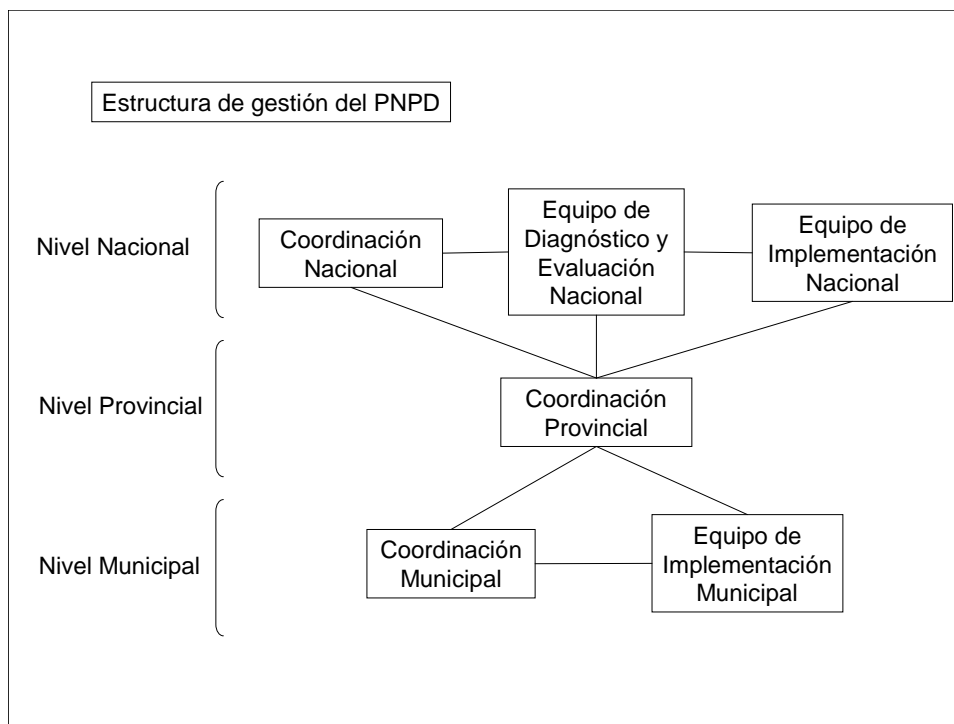 Estructura de gestión del PNPD
Nivel Nacional
Coordinación
Nacional
Equipo de
Diagnóstico y
Evaluación
Nacional
Equipo de
Implementación
Nacional
Nivel Provincial
Coordinación
Provincial
Nivel Municipal
Coordinación
Municipal
Equipo de
Implementación
Municipal